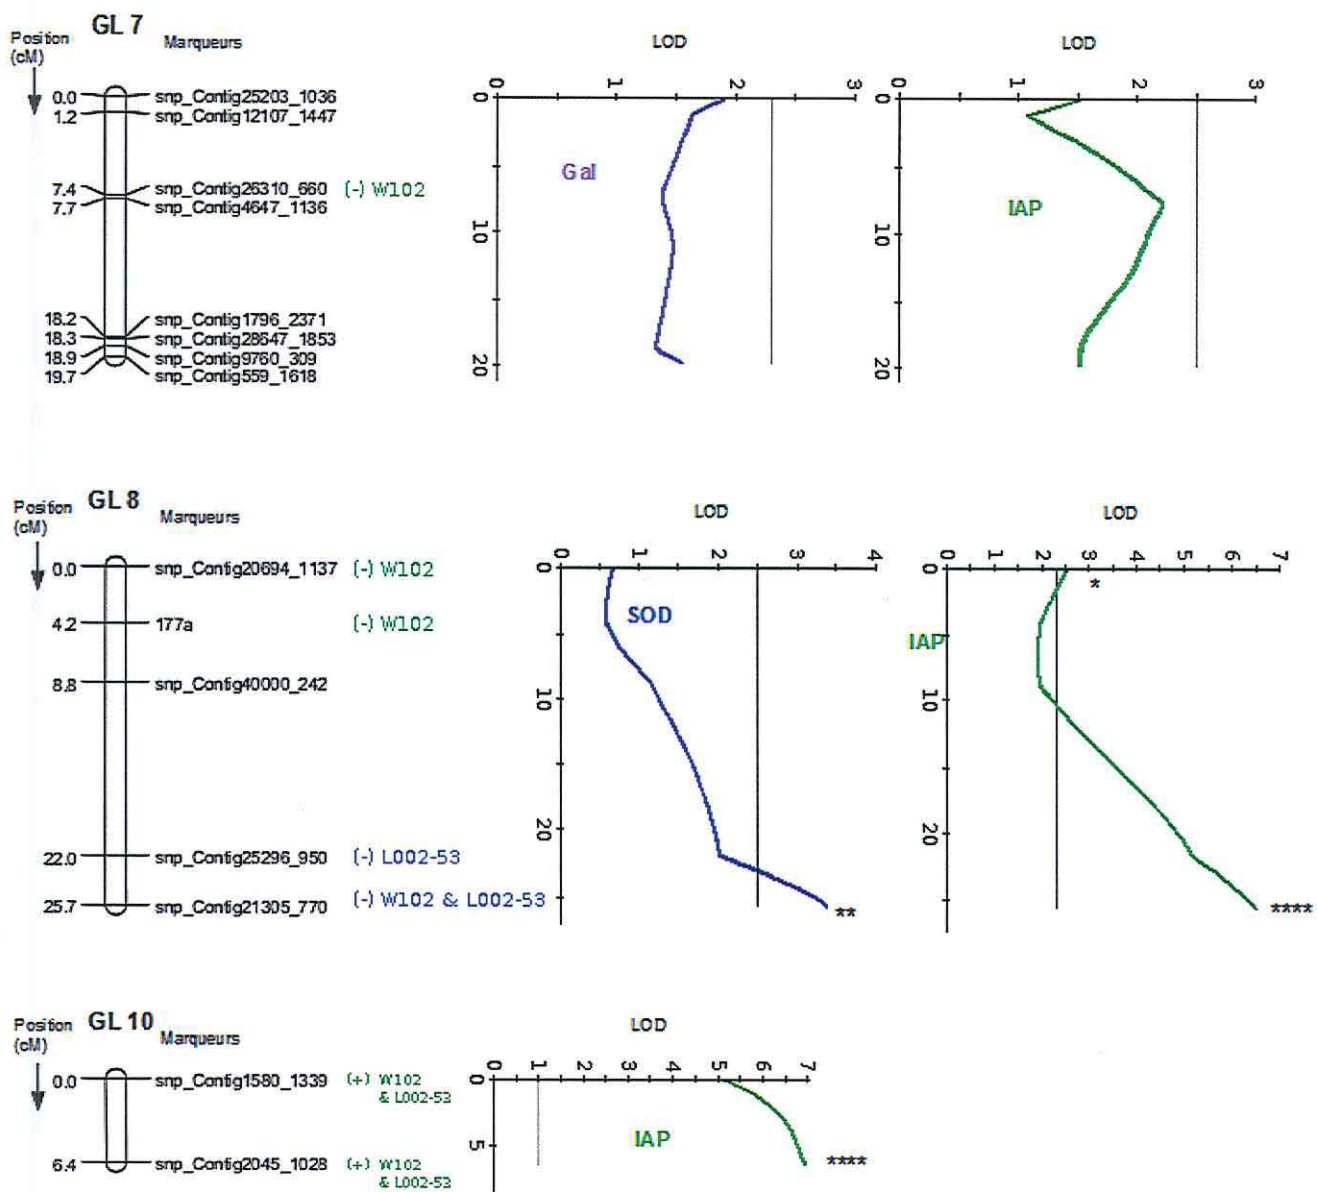 GL 7
Position
(cM)
Marqueurs
0.0 snp_Contig25203_1036
1.2 snp_Contig12107_1447
7.4 snp_Contig26310_660 (-) W102
7.7 snp_Contig4647_1136
18.2 snp_Contig1796_2371
18.3 snp_Contig28647_1853
18.9 snp_Contig9760_309
19.7 snp_Contig559_1618
LOD
0 1 2 3
0
10
20
Gal
LOD
0 1 2 3
0
10
20
IAP
GL 8
Position
(cM)
Marqueurs
0.0 snp_Contig20694_1137 (-) W102
4.2 177a (-) W102
8.8 snp_Contig40000_242
22.0 snp_Contig25296_950 (-) L002-53
25.7 snp_Contig21305_770 (-) W102 & L002-53
LOD
0 1 2 3 4
0
10
20
SOD
**
LOD
0 1 2 3 4 5 6 7
0
10
20
IAP
*
****
GL 10
Position
(cM)
Marqueurs
0.0 snp_Contig1580_1339 (+) W102
& L002-53
6.4 snp_Contig2045_1028 (+) W102
& L002-53
LOD
0 1 2 3 4 5 6 7
0
5
IAP
****